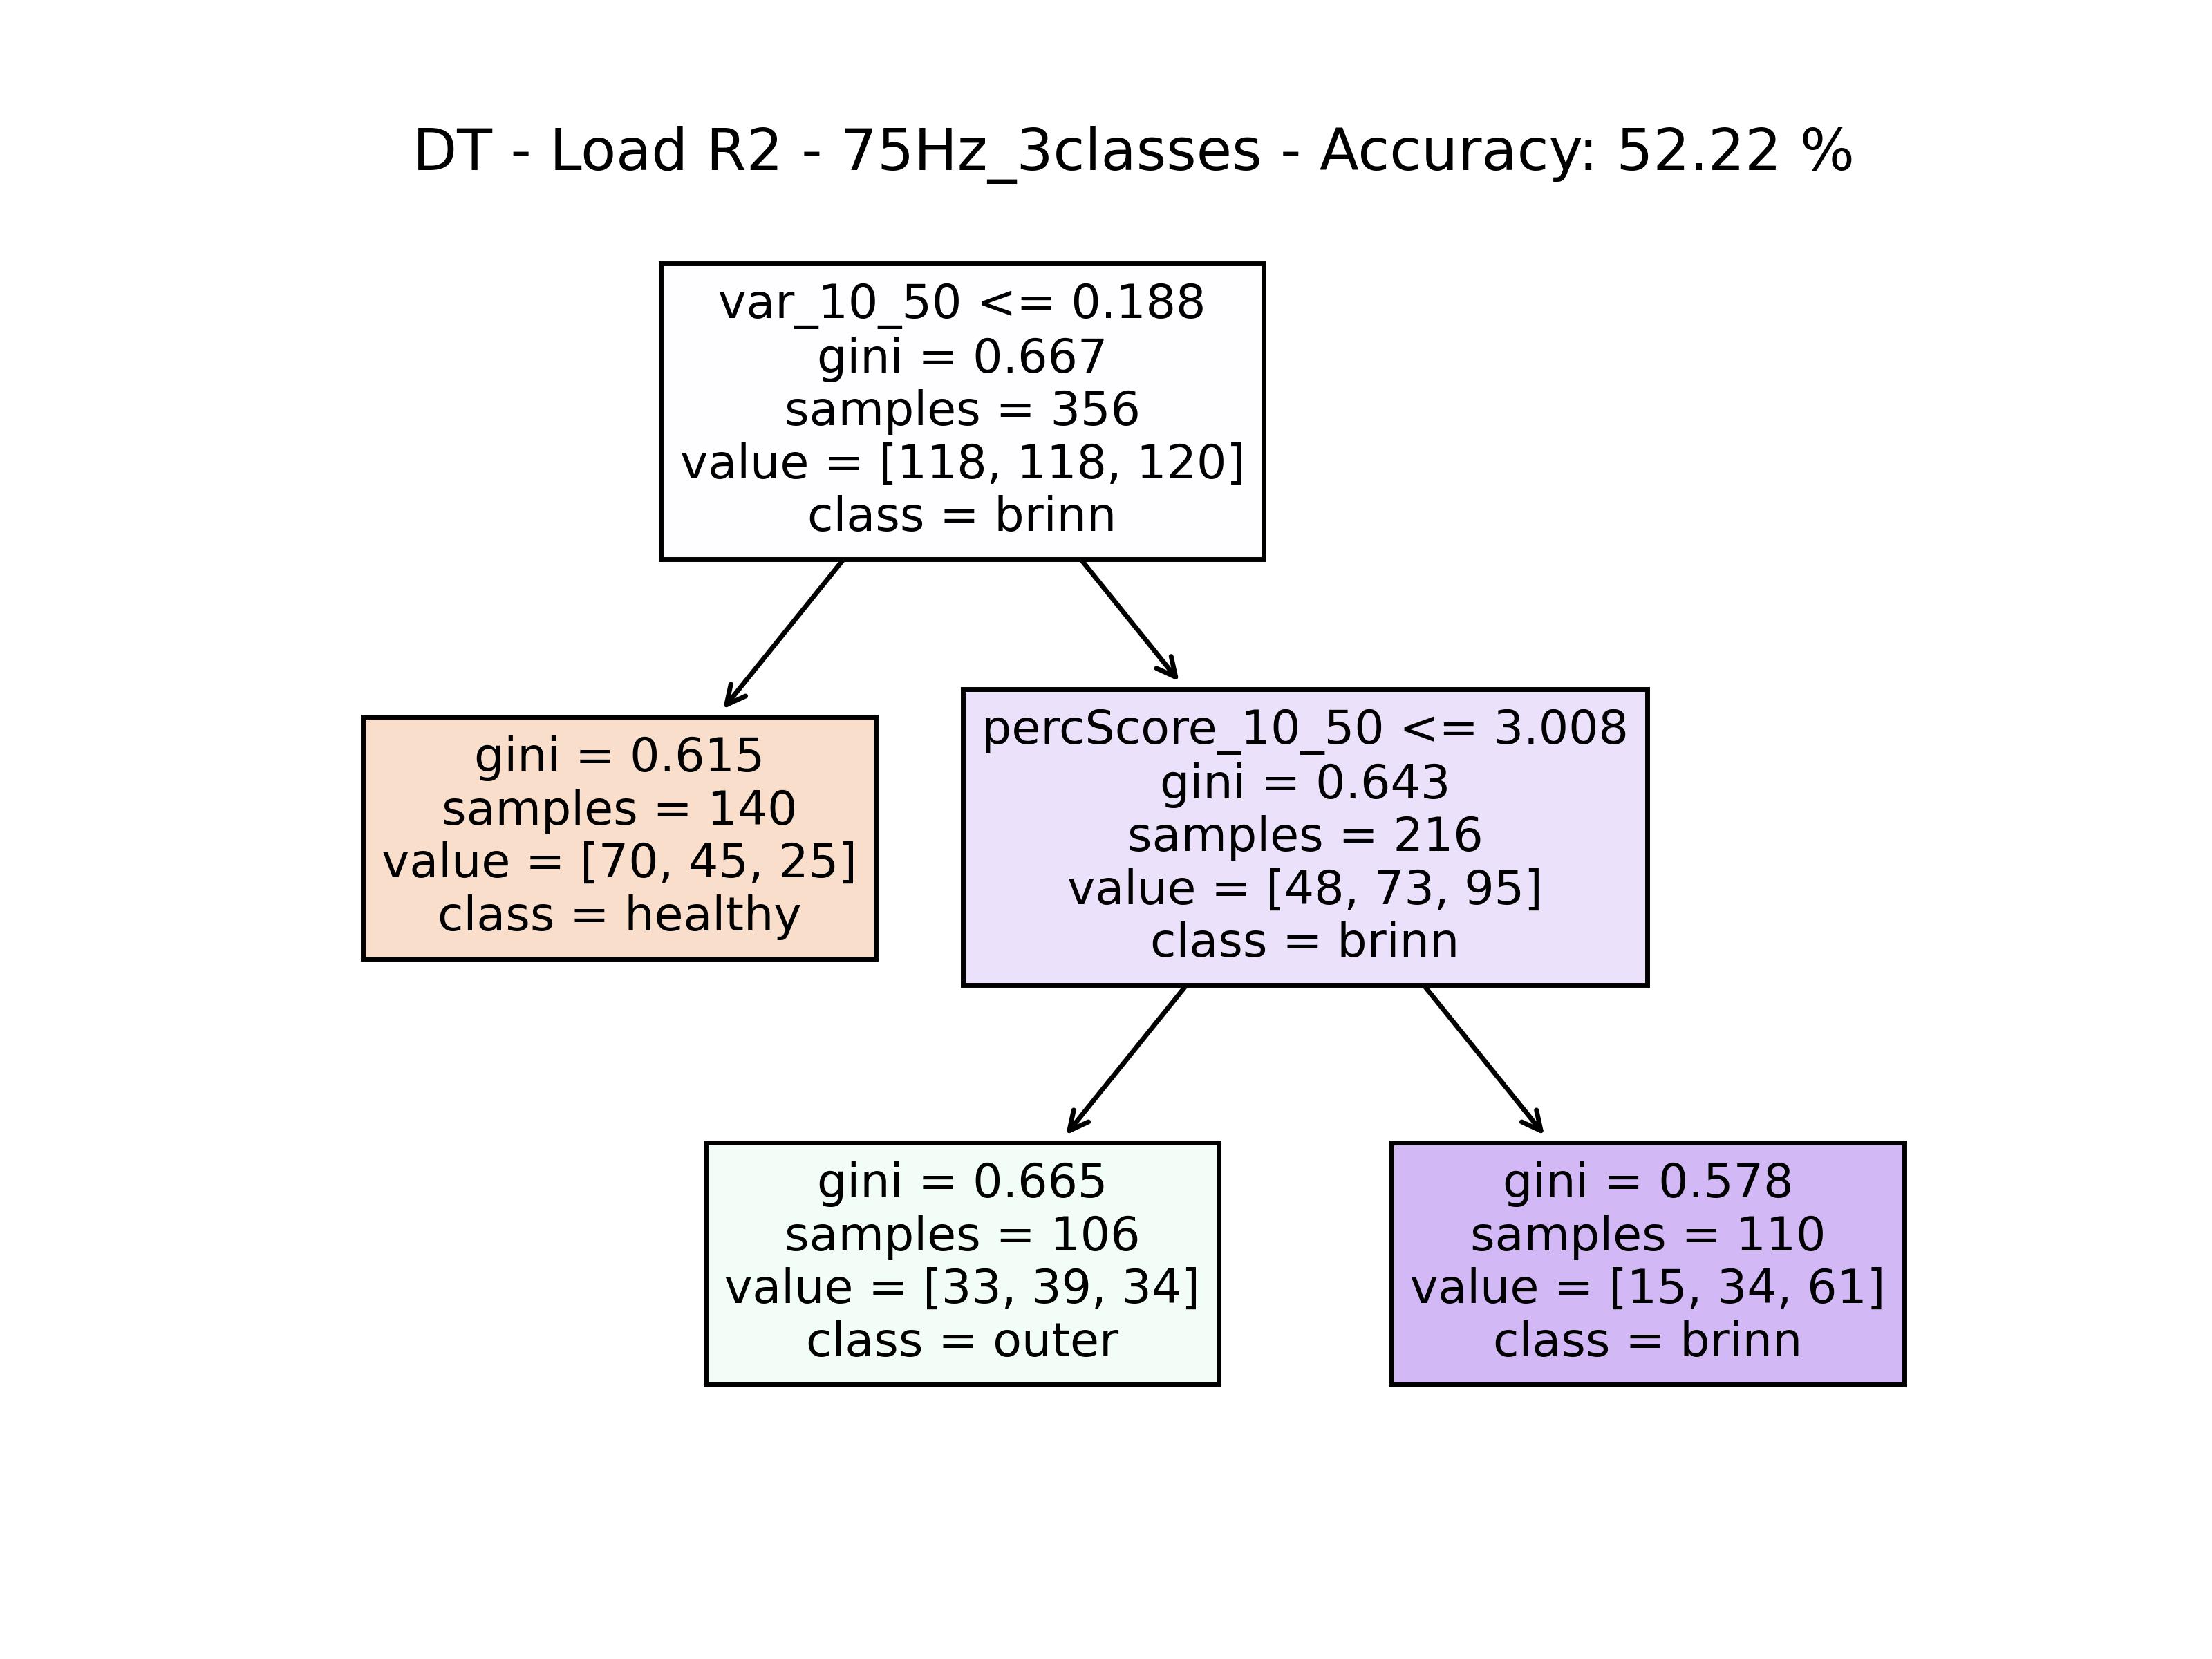 DT - Load R2 - 75Hz_3classes - Accuracy: 52.22 %
var_10_50 <= 0.188
gini = 0.667
samples = 356
value = [118, 118, 120]
class = brinn
gini = 0.615
samples = 140
value = [70, 45, 25]
class = healthy
percScore_10_50 <= 3.008
gini = 0.643
samples = 216
value = [48, 73, 95]
class = brinn
gini = 0.665
samples = 106
value = [33, 39, 34]
class = outer
gini = 0.578
samples = 110
value = [15, 34, 61]
class = brinn